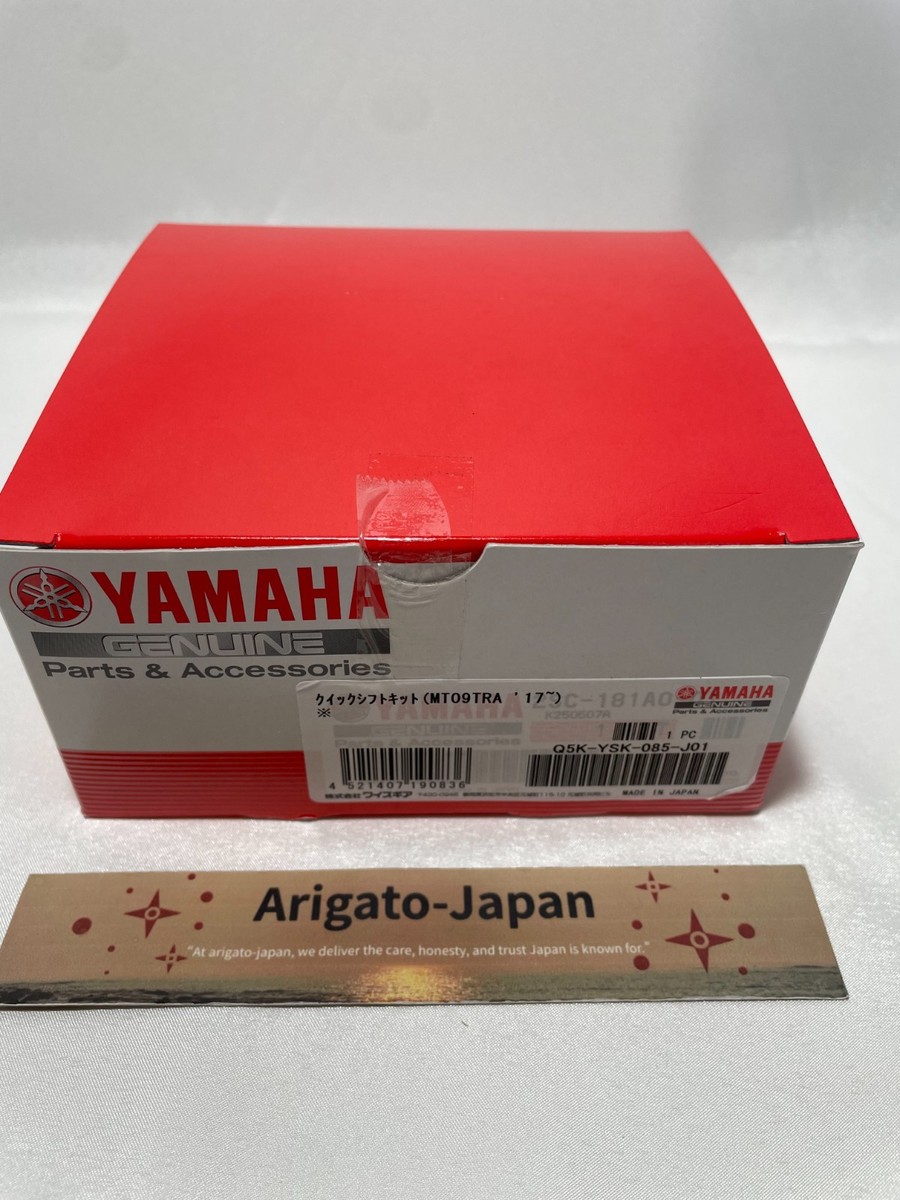 YAMAHA
GENUINE
Parts & Accessories
クイックシフトキット(MT09TRA '17~)
※
C-181A0
K250507A
YAMAHA
GENUINE
Parts & Accessories
1 PC
Q5K-YSK-085-J01
4 521407 190836
株式会社ワイズギア
MADE IN JAPAN
Arigato-Japan
"At arigato-japan, we deliver the care, honesty, and trust Japan is known for."